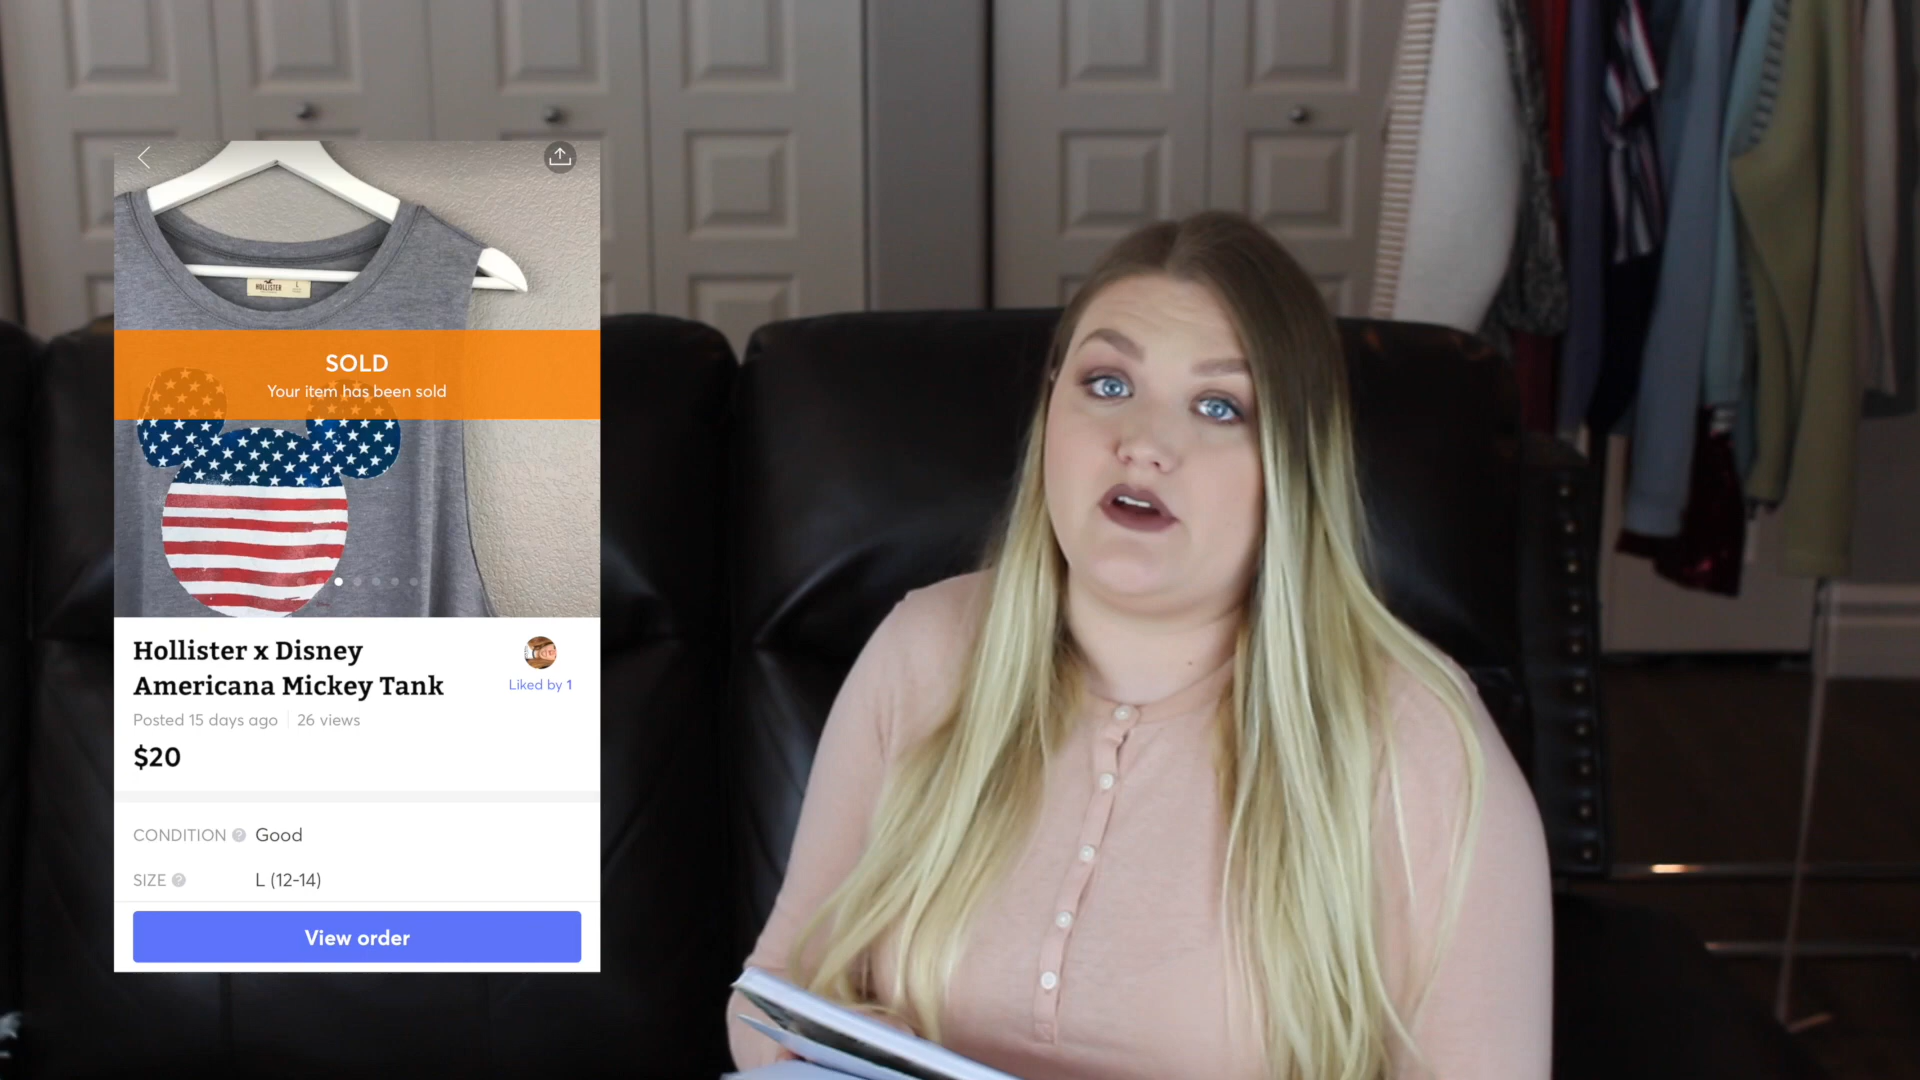 HOLLISTER
L
SOLD
Your item has been sold
Hollister x Disney
Americana Mickey Tank
Liked by 1
Posted 15 days ago | 26 views
$20
CONDITION ? Good
SIZE ? L (12-14)
View order